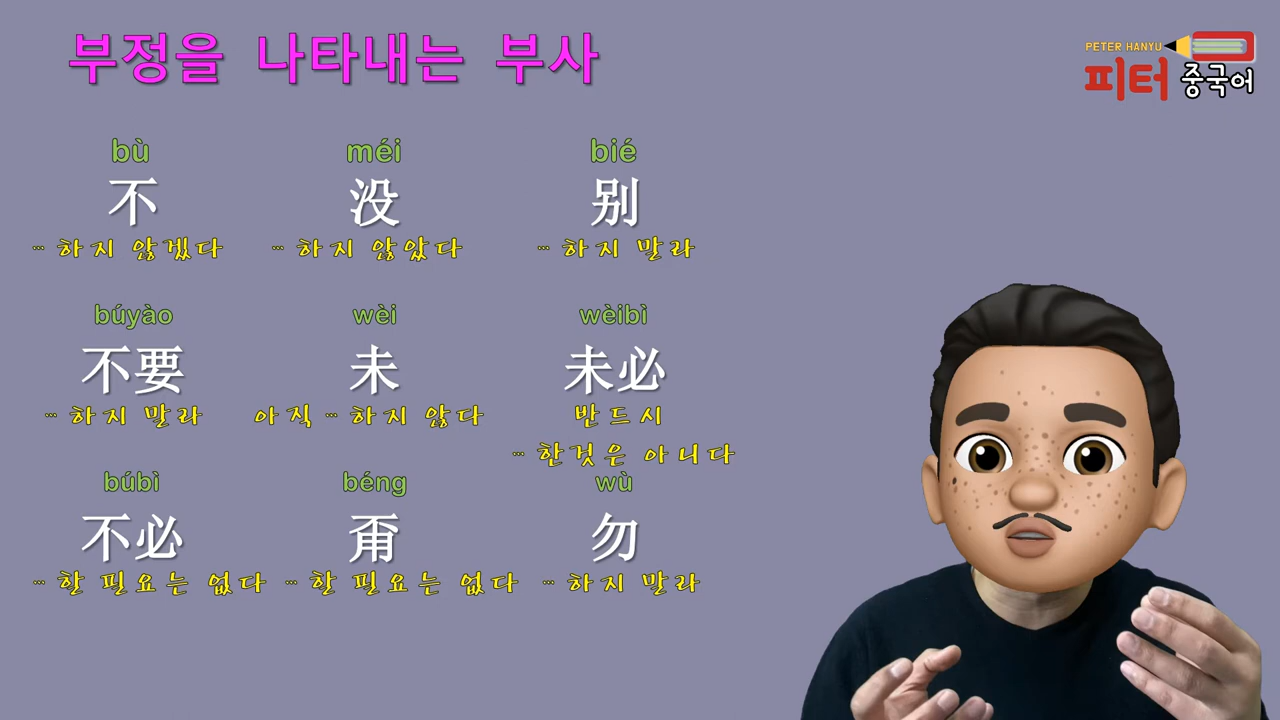 부정을 나타내는 부사
PETER HANYU
피터 중국어
bù méi bié
不 没 别
… 하지 않겠다 … 하지 않았다 … 하지 말라
búyào wèi wèibì
不要 未 未必
… 하지 말라 아직 … 하지 않다 받드시
… 한것은 아니다
búbì béng wù
不必 甭 勿
… 할 필요는 없다 … 할 필요는 없다 … 하지 말라